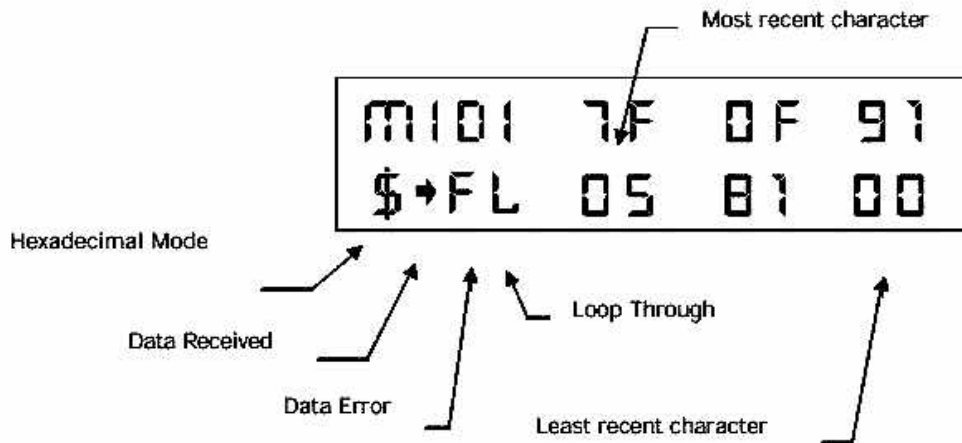 Most recent character
MIDI 7F 0F 91
$→FL 05 81 00
Hexadecimal Mode
Loop Through
Data Received
Data Error
Least recent character